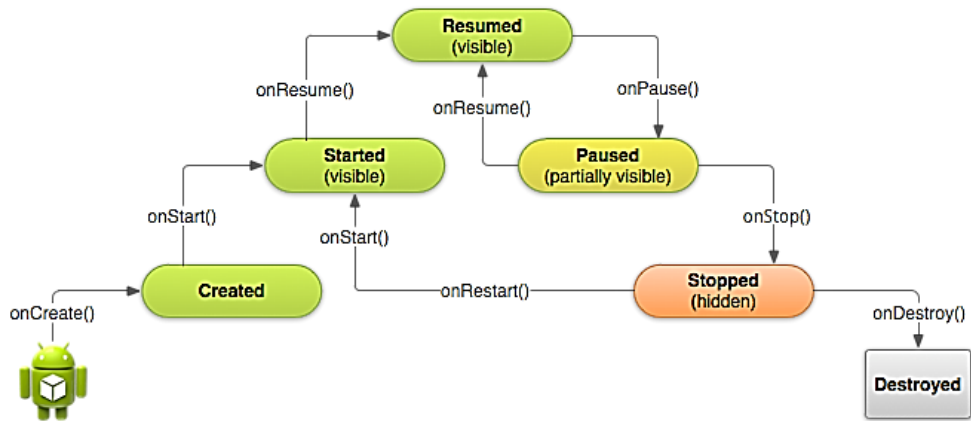 Resumed
(visible)
onResume()
onResume()
onPause()
Started
(visible)
Paused
(partially visible)
onStart()
onStart()
onStop()
Created
onRestart()
Stopped
(hidden)
onCreate()
onDestroy()
Destroyed